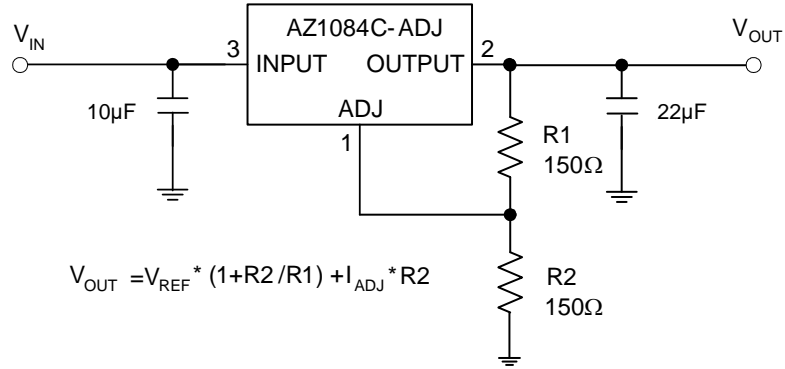 AZ1084C-ADJ
V_IN
3
INPUT
OUTPUT
2
V_OUT
10µF
ADJ
1
22µF
R1
150Ω
V_OUT =V_REF * (1+R2/R1) +I_ADJ *R2
R2
150Ω